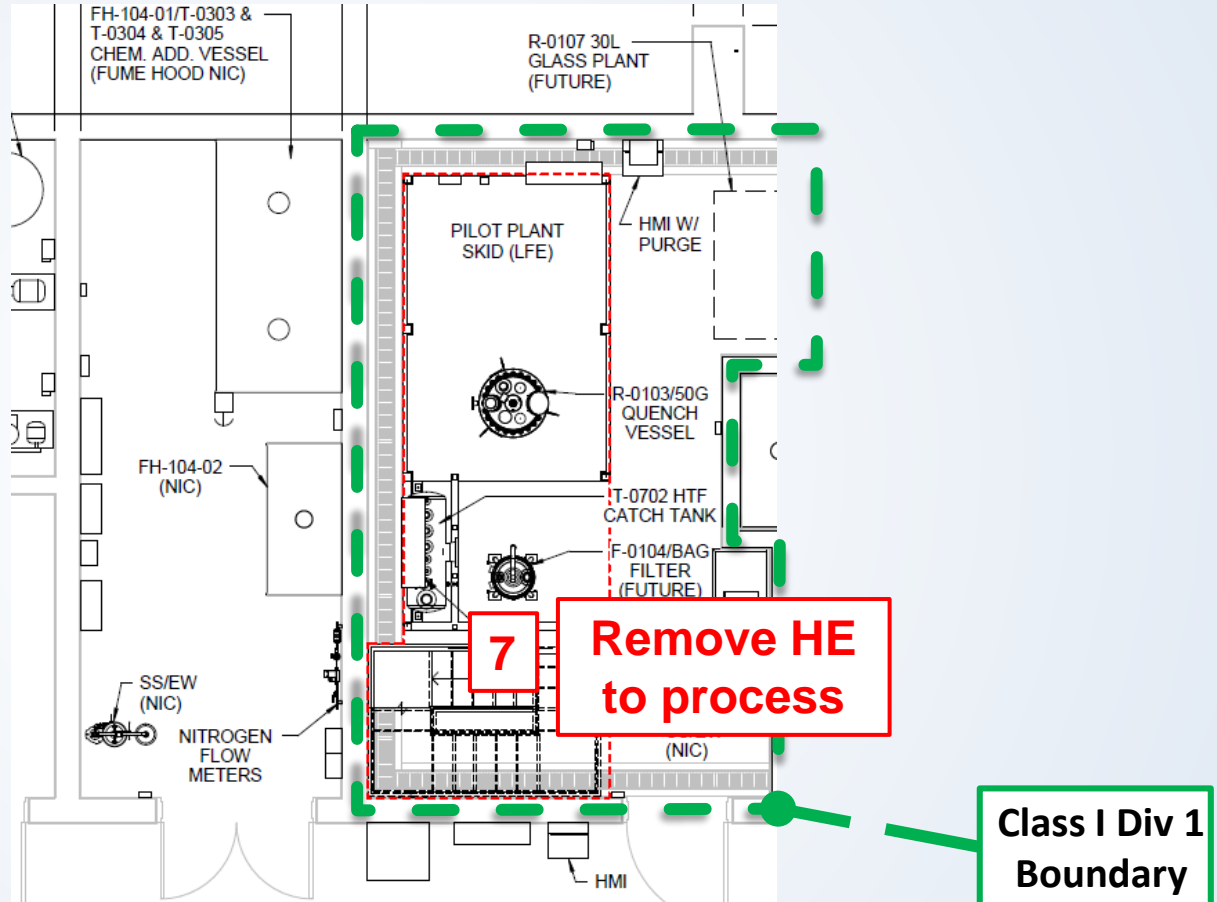 FH-104-01/T-0303 &
T-0304 & T-0305
CHEM. ADD. VESSEL
(FUME HOOD NIC)
R-0107 30L
GLASS PLANT
(FUTURE)
PILOT PLANT
SKID (LFE)
HMI W/
PURGE
R-0103/50G
QUENCH
VESSEL
FH-104-02
(NIC)
T-0702 HTF
CATCH TANK
F-0104/BAG
FILTER
(FUTURE)
7
Remove HE
to process
SS/EW
(NIC)
NITROGEN
FLOW
METERS
(NIC)
HMI
Class I Div 1
Boundary